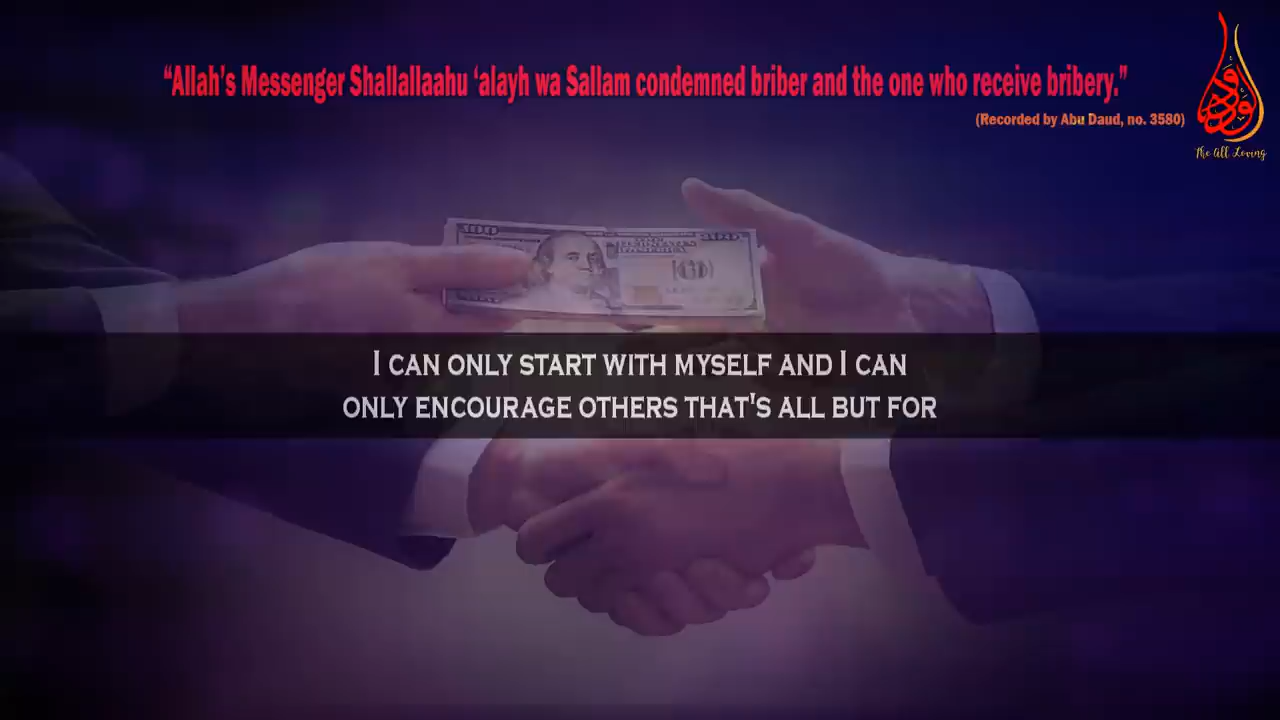 “Allah’s Messenger Shallallaahu ‘alayh wa Sallam condemned briber and the one who receive bribery.”
(Recorded by Abu Daud, no. 3580)
The All Loving
I CAN ONLY START WITH MYSELF AND I CAN
ONLY ENCOURAGE OTHERS THAT'S ALL BUT FOR